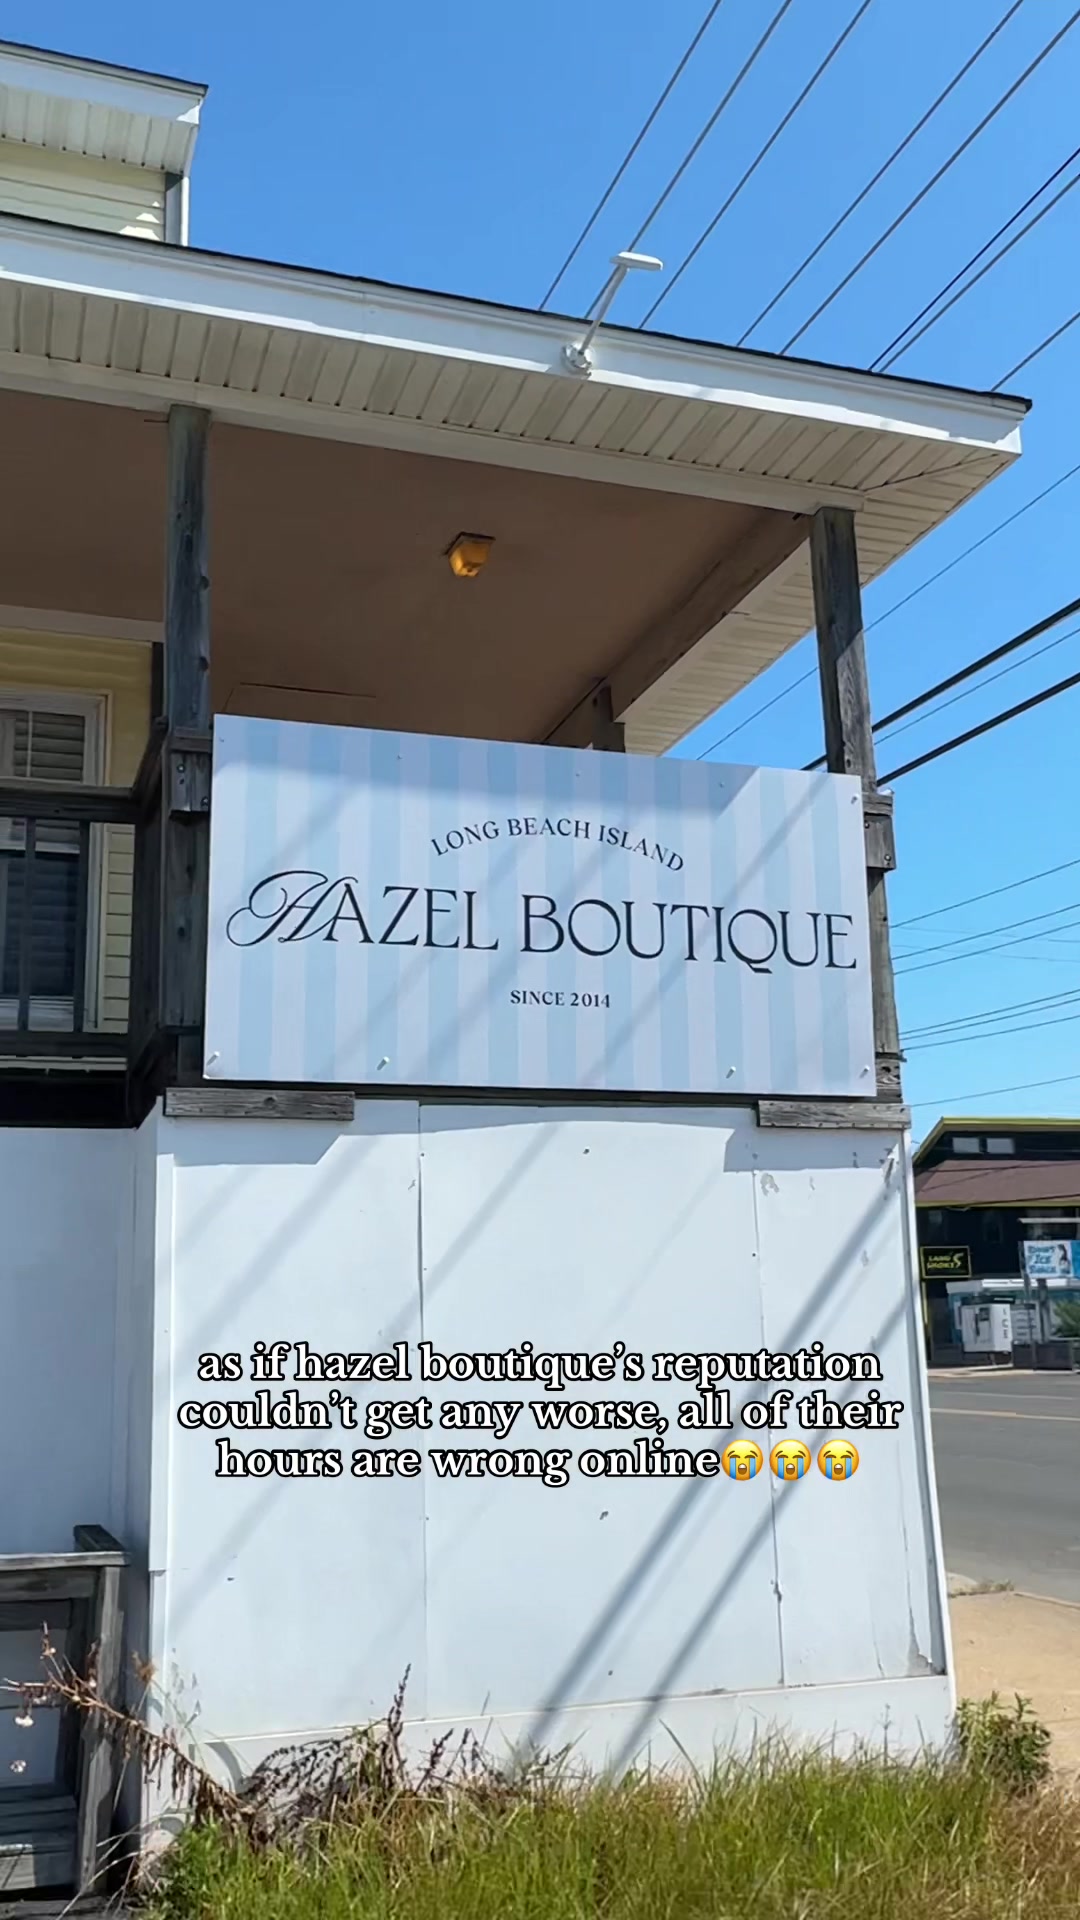 LONG BEACH ISLAND
HAZEL BOUTIQUE
SINCE 2014
ICE
as if hazel boutique’s reputation
couldn’t get any worse, all of their
hours are wrong online😭😭😭